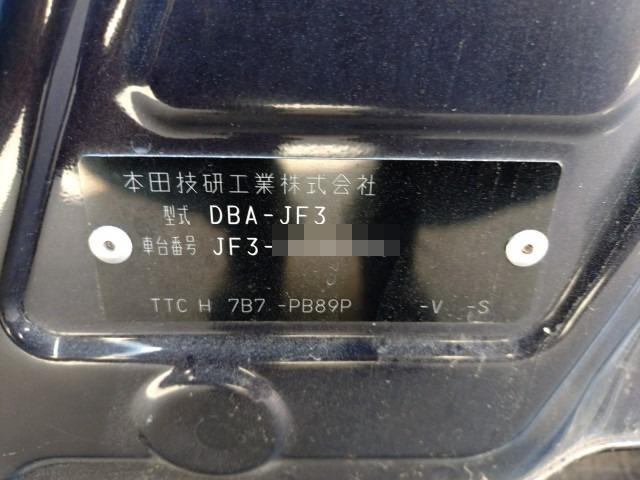 本田技研工業株式会社
型式 DBA-JF3
車台番号 JF3-
TTC H 7B7 -PB89P -V -S